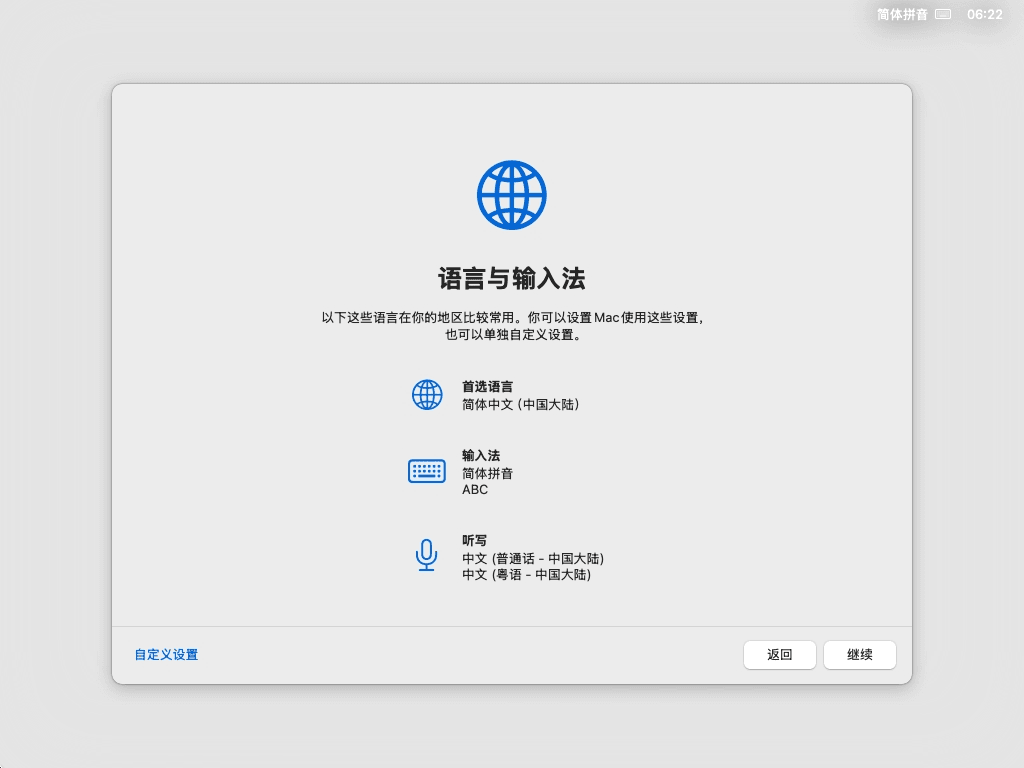 简体拼音 06:22
语言与输入法
以下这些语言在你的地区比较常用。你可以设置 Mac 使用这些设置，
也可以单独自定义设置。
首选语言
简体中文（中国大陆）
输入法
简体拼音
ABC
听写
中文 (普通话 - 中国大陆)
中文 (粤语 - 中国大陆)
自定义设置
返回
继续